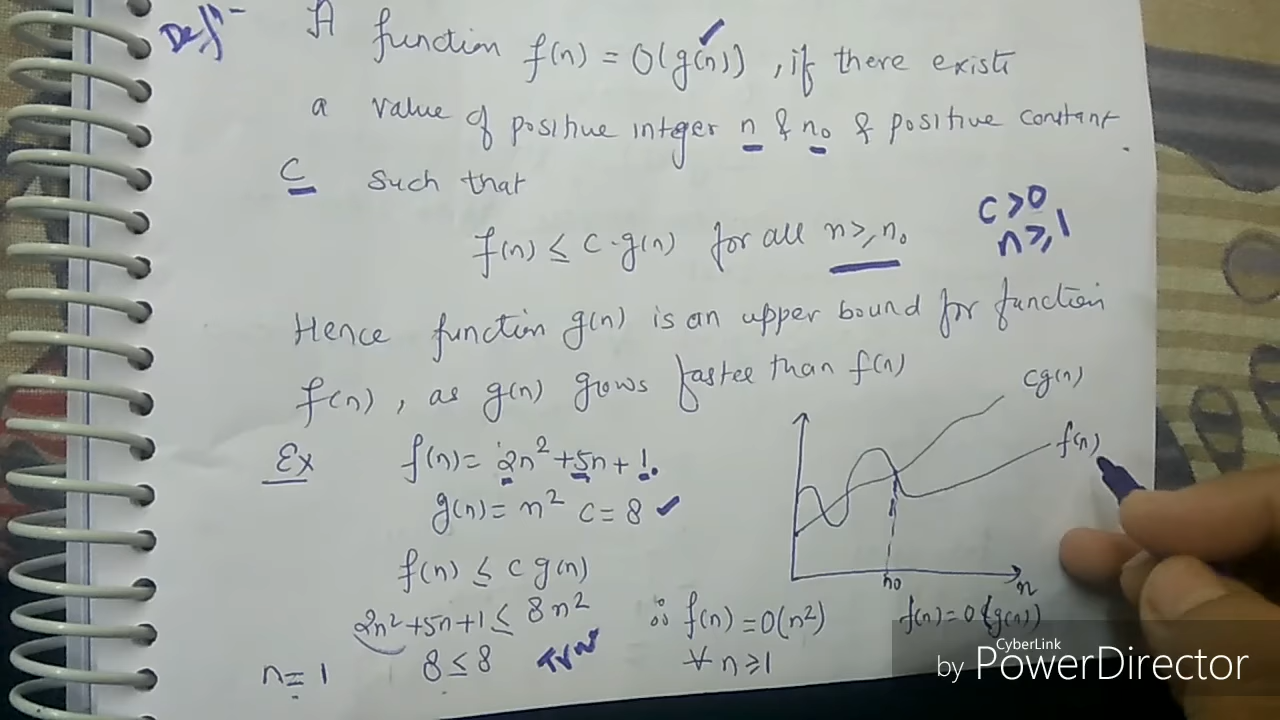 Defn- A function f(n) = O(g(n)), if there exists
a value of positive integer n & n₀ & positive constant
C such that
f(n) ≤ c·g(n) for all n ≥ n₀
c > 0
n ≥ 1
Hence function g(n) is an upper bound for function
f(n), as g(n) grows faster than f(n)
Ex f(n) = 2n² + 5n + 1.
g(n) = n² c = 8 ✓
f(n) ≤ c g(n)
2n² + 5n + 1 ≤ 8n²
n = 1 8 ≤ 8 True
∴ f(n) = O(n²)
∀ n ≥ 1
cg(n)
f(n)
n₀ n
f(n) = O(g(n))
CyberLink
by PowerDirector